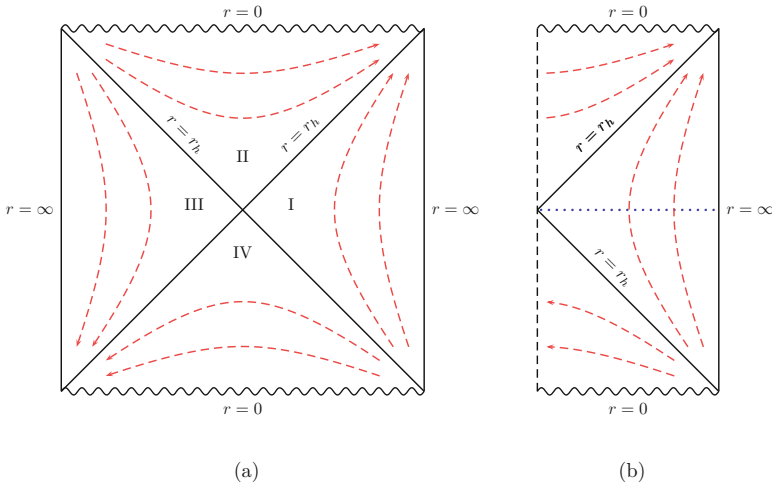 r = 0
r = r_h
r = r_h
II
III
I
r = ∞
r = ∞
IV
r = 0
(a)
r = 0
r = r_h
r = ∞
r = r_h
r = 0
(b)